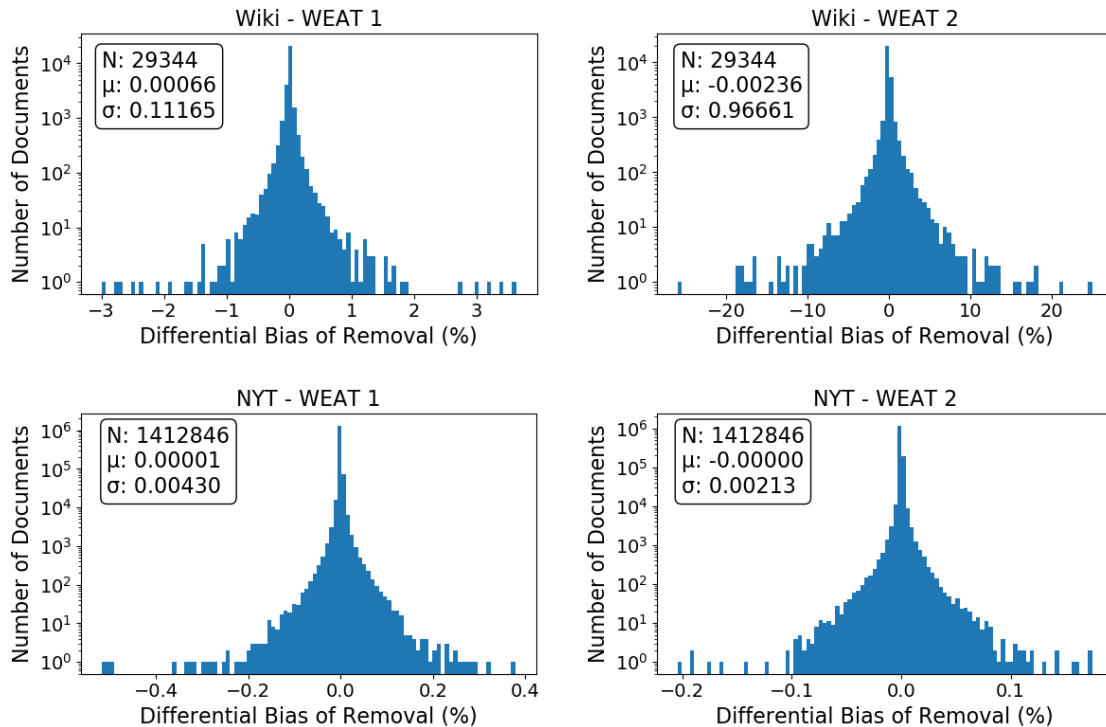 Wiki - WEAT 1
Number of Documents
10⁴
10³
10²
10¹
10⁰
N: 29344
μ: 0.00066
σ: 0.11165
−3 −2 −1 0 1 2 3
Differential Bias of Removal (%)
Wiki - WEAT 2
Number of Documents
10⁴
10³
10²
10¹
10⁰
N: 29344
μ: -0.00236
σ: 0.96661
−20 −10 0 10 20
Differential Bias of Removal (%)
NYT - WEAT 1
Number of Documents
10⁶
10⁵
10⁴
10³
10²
10¹
10⁰
N: 1412846
μ: 0.00001
σ: 0.00430
−0.4 −0.2 0.0 0.2 0.4
Differential Bias of Removal (%)
NYT - WEAT 2
Number of Documents
10⁶
10⁵
10⁴
10³
10²
10¹
10⁰
N: 1412846
μ: -0.00000
σ: 0.00213
−0.2 −0.1 0.0 0.1
Differential Bias of Removal (%)